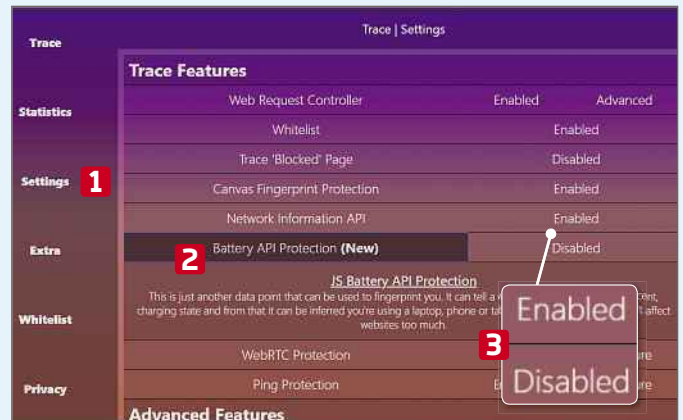 Trace
Statistics
Settings 1
Extra
Whitelist
Privacy
Trace | Settings
Trace Features
Web Request Controller Enabled Advanced
Whitelist Enabled
Trace 'Blocked' Page Disabled
Canvas Fingerprint Protection Enabled
Network Information API Enabled
2 Battery API Protection (New) Disabled
JS Battery API Protection
This is just another data point that can be used to fingerprint you. It can tell a
charging state and from that it can be inferred you're using a laptop, phone or affect
websites too much.
WebRTC Protection
Ping Protection
Advanced Features
3
Enabled
Disabled